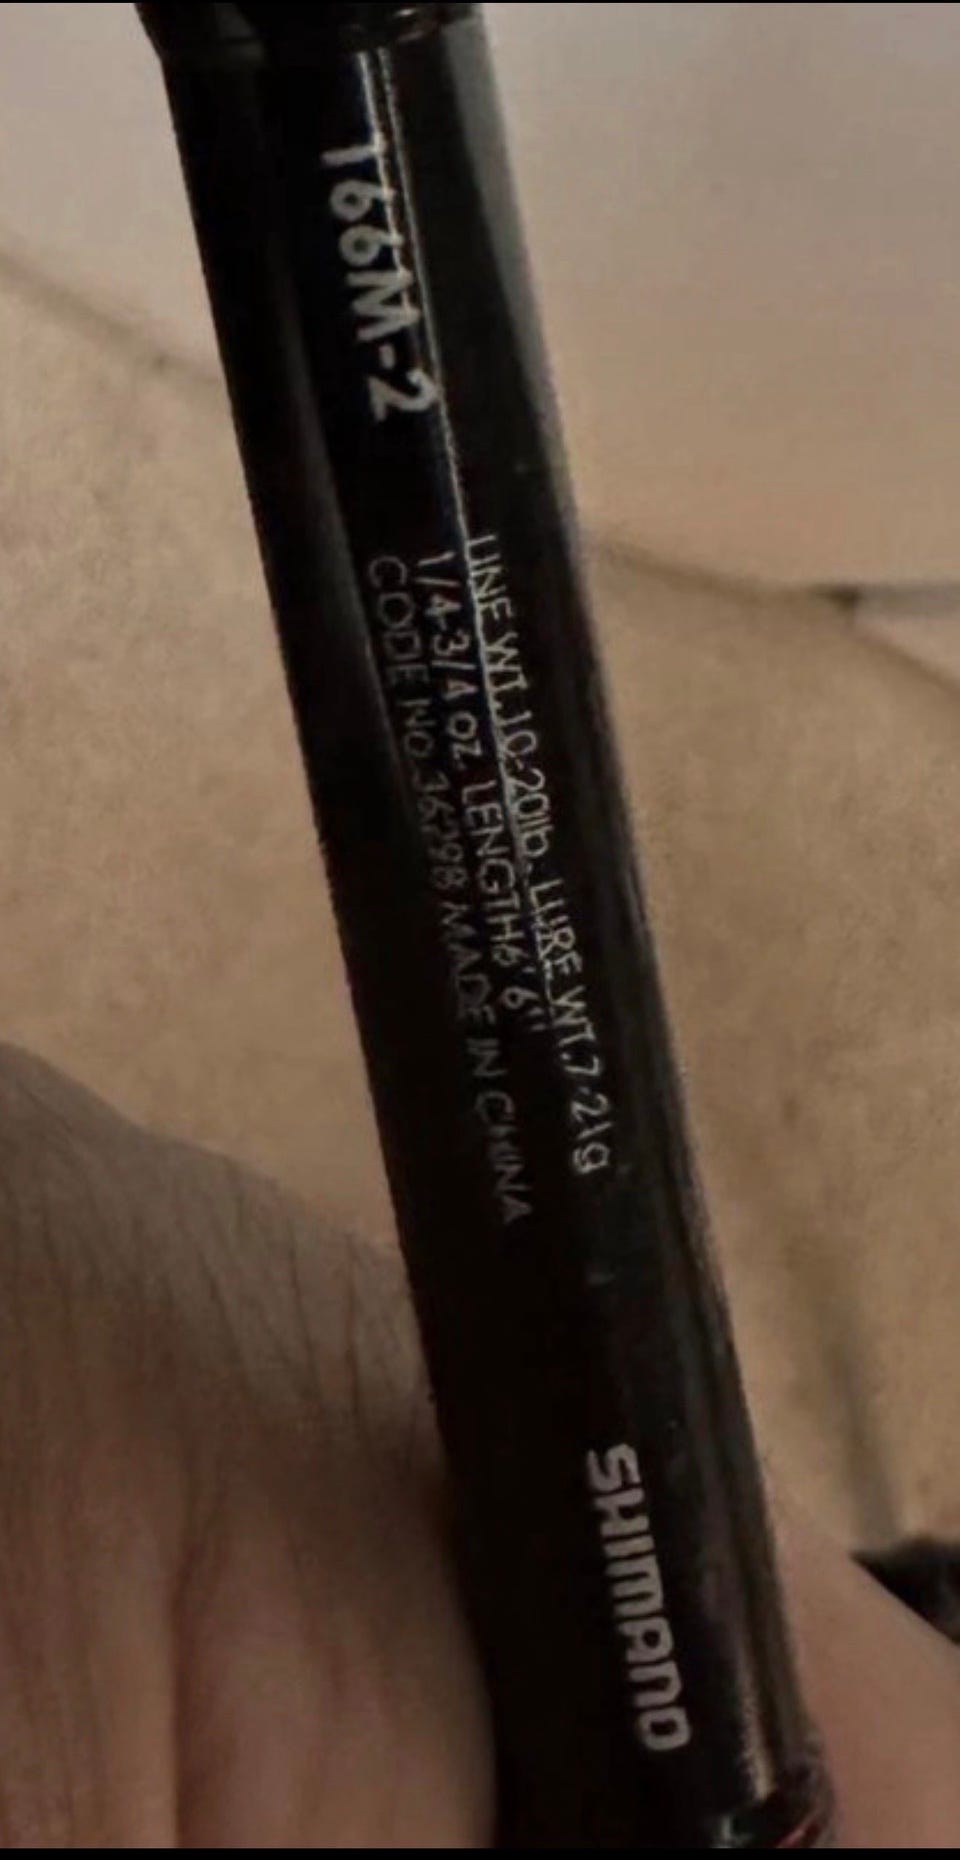 166M-2
LINE WT.10-20lb. LURE WT.7-21g
1/4-3/4 oz. LENGTH6' 6"
CODE NO.36298 MADE IN CHINA
SHIMANO